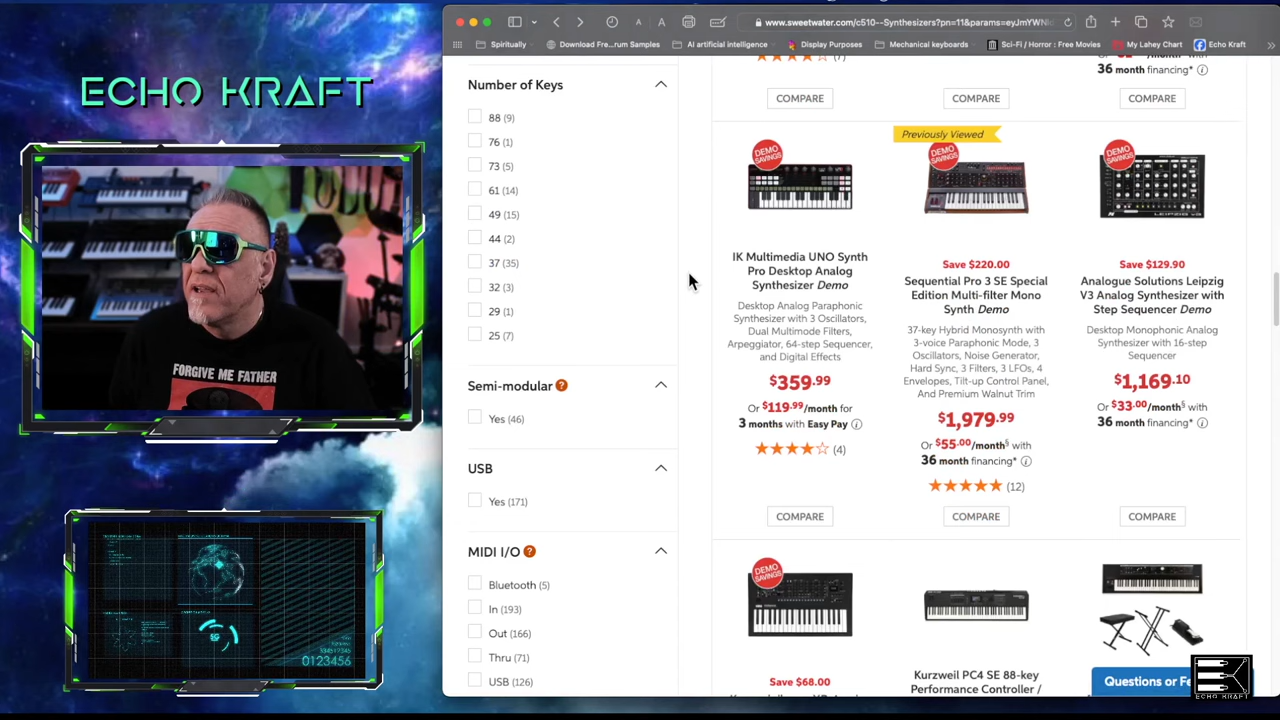 ECHO KRAFT
FORGIVE ME FATHER
5G
0123456
www.sweetwater.com/c510--Synthesizers?pn=11&params=eyJmYWN
Spiritually
Download Fre...rum Samples
AI artificial intelligence
Display Purposes
Mechanical keyboards
Sci-Fi / Horror : Free Movies
My Lahey Chart
Echo Kraft
Number of Keys
88 (9)
76 (1)
73 (5)
61 (14)
49 (15)
44 (2)
37 (35)
32 (3)
29 (1)
25 (7)
Semi-modular ?
Yes (46)
USB
Yes (171)
MIDI I/O ?
Bluetooth (5)
In (193)
Out (166)
Thru (71)
USB (126)
(7)
36 month financing* i
COMPARE
COMPARE
COMPARE
DEMO SAVINGS
IK Multimedia UNO Synth
Pro Desktop Analog
Synthesizer Demo
Desktop Analog Paraphonic
Synthesizer with 3 Oscillators,
Dual Multimode Filters,
Arpeggiator, 64-step Sequencer,
and Digital Effects
$359.99
Or $119.99/month for
3 months with Easy Pay i
(4)
COMPARE
Previously Viewed
DEMO SAVINGS
Save $220.00
Sequential Pro 3 SE Special
Edition Multi-filter Mono
Synth Demo
37-key Hybrid Monosynth with
3-voice Paraphonic Mode, 3
Oscillators, Noise Generator,
Hard Sync, 3 Filters, 3 LFOs, 4
Envelopes, Tilt-up Control Panel,
And Premium Walnut Trim
$1,979.99
Or $55.00/month§ with
36 month financing* i
(12)
COMPARE
DEMO SAVINGS
Save $129.90
Analogue Solutions Leipzig
V3 Analog Synthesizer with
Step Sequencer Demo
Desktop Monophonic Analog
Synthesizer with 16-step
Sequencer
$1,169.10
Or $33.00/month§ with
36 month financing* i
COMPARE
DEMO SAVINGS
Save $68.00
Kurzweil PC4 SE 88-key
Performance Controller /
Questions or Fe
ECHO KRAFT